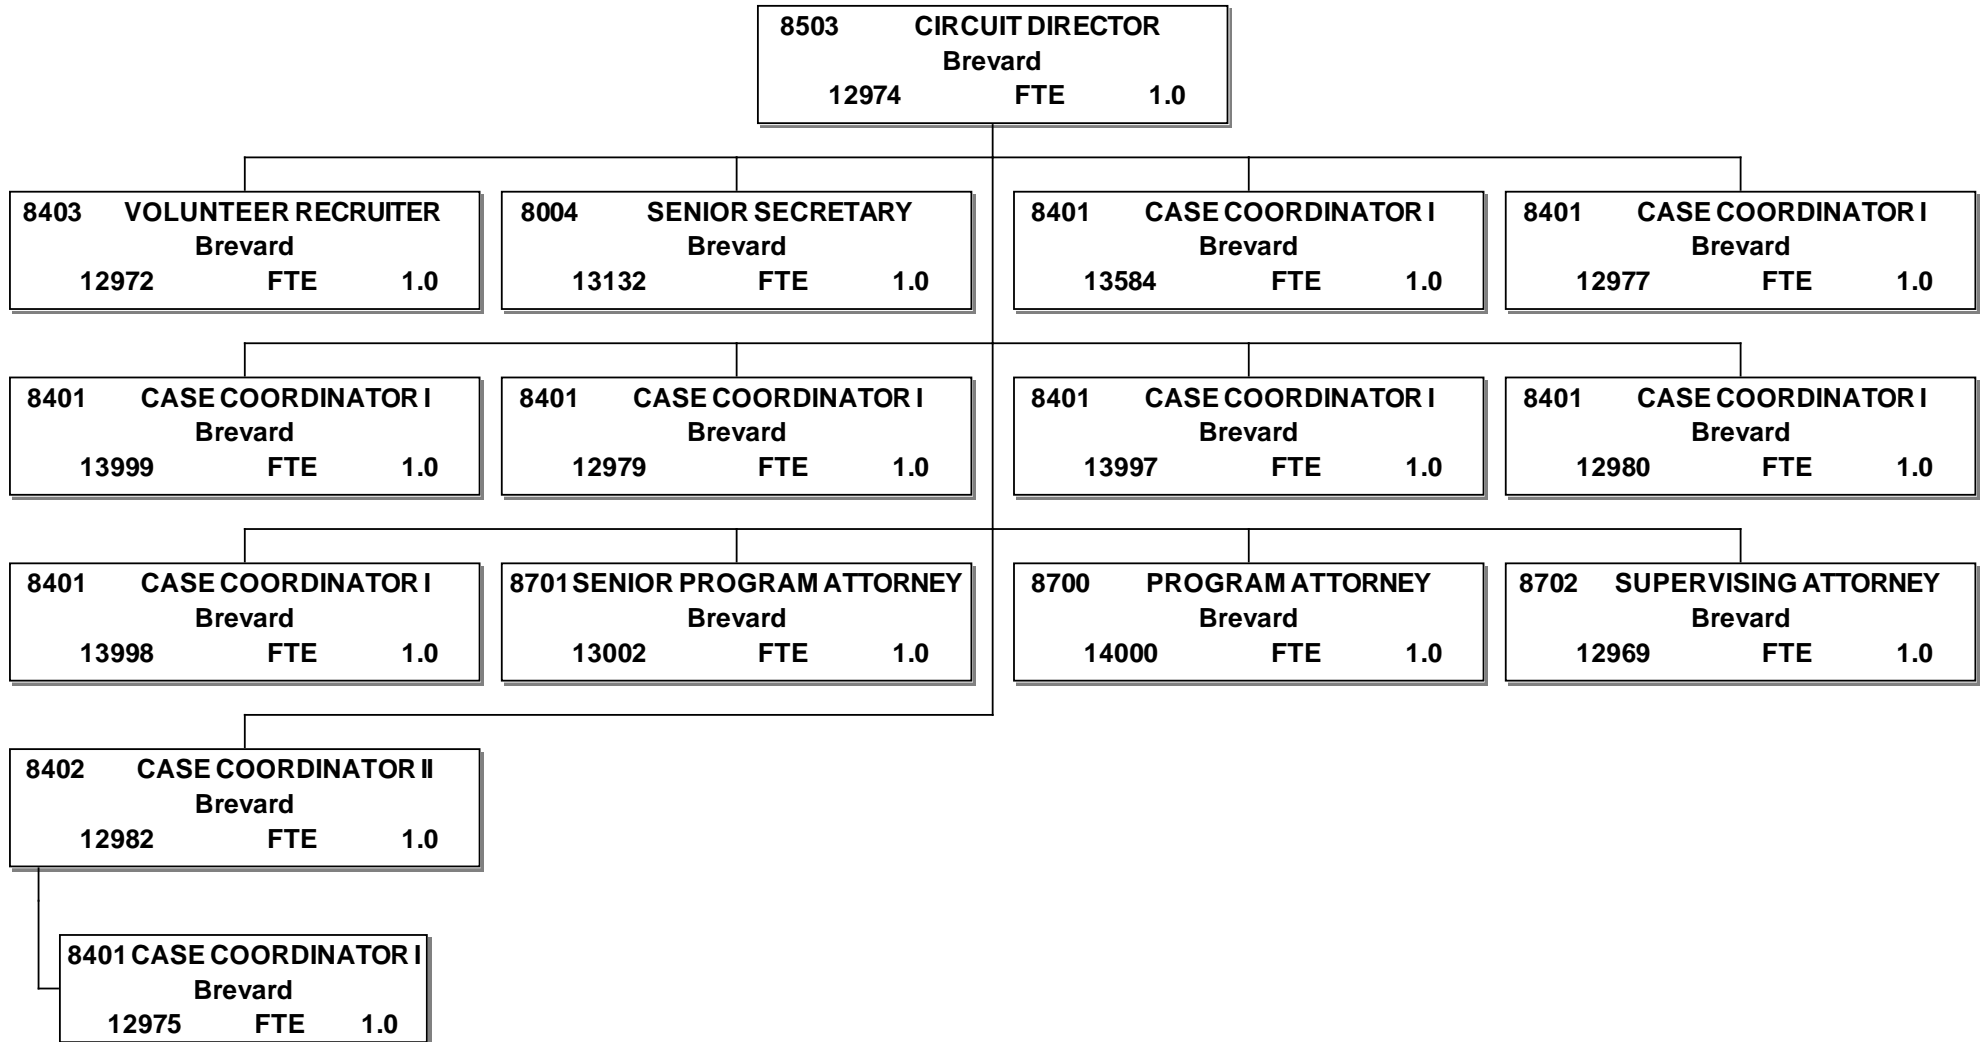 8503 CIRCUIT DIRECTOR
Brevard
12974 FTE 1.0
8403 VOLUNTEER RECRUITER
Brevard
12972 FTE 1.0
8004 SENIOR SECRETARY
Brevard
13132 FTE 1.0
8401 CASE COORDINATOR I
Brevard
13584 FTE 1.0
8401 CASE COORDINATOR I
Brevard
12977 FTE 1.0
8401 CASE COORDINATOR I
Brevard
13999 FTE 1.0
8401 CASE COORDINATOR I
Brevard
12979 FTE 1.0
8401 CASE COORDINATOR I
Brevard
13997 FTE 1.0
8401 CASE COORDINATOR I
Brevard
12980 FTE 1.0
8401 CASE COORDINATOR I
Brevard
13998 FTE 1.0
8701 SENIOR PROGRAM ATTORNEY
Brevard
13002 FTE 1.0
8700 PROGRAM ATTORNEY
Brevard
14000 FTE 1.0
8702 SUPERVISING ATTORNEY
Brevard
12969 FTE 1.0
8402 CASE COORDINATOR II
Brevard
12982 FTE 1.0
8401 CASE COORDINATOR I
Brevard
12975 FTE 1.0